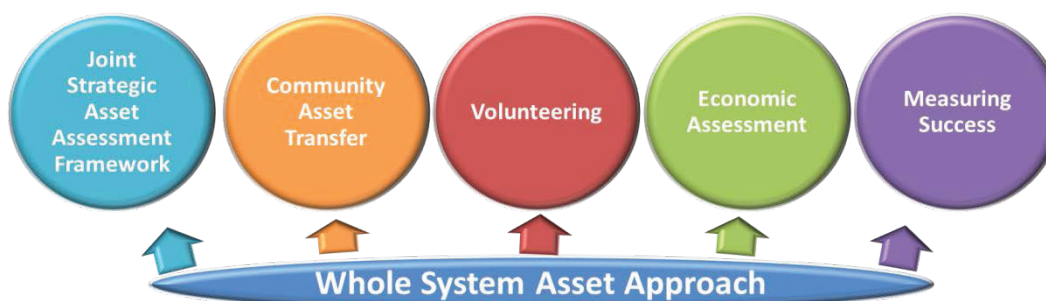 Joint
Strategic
Asset
Assessment
Framework
Community
Asset
Transfer
Volunteering
Economic
Assessment
Measuring
Success
Whole System Asset Approach